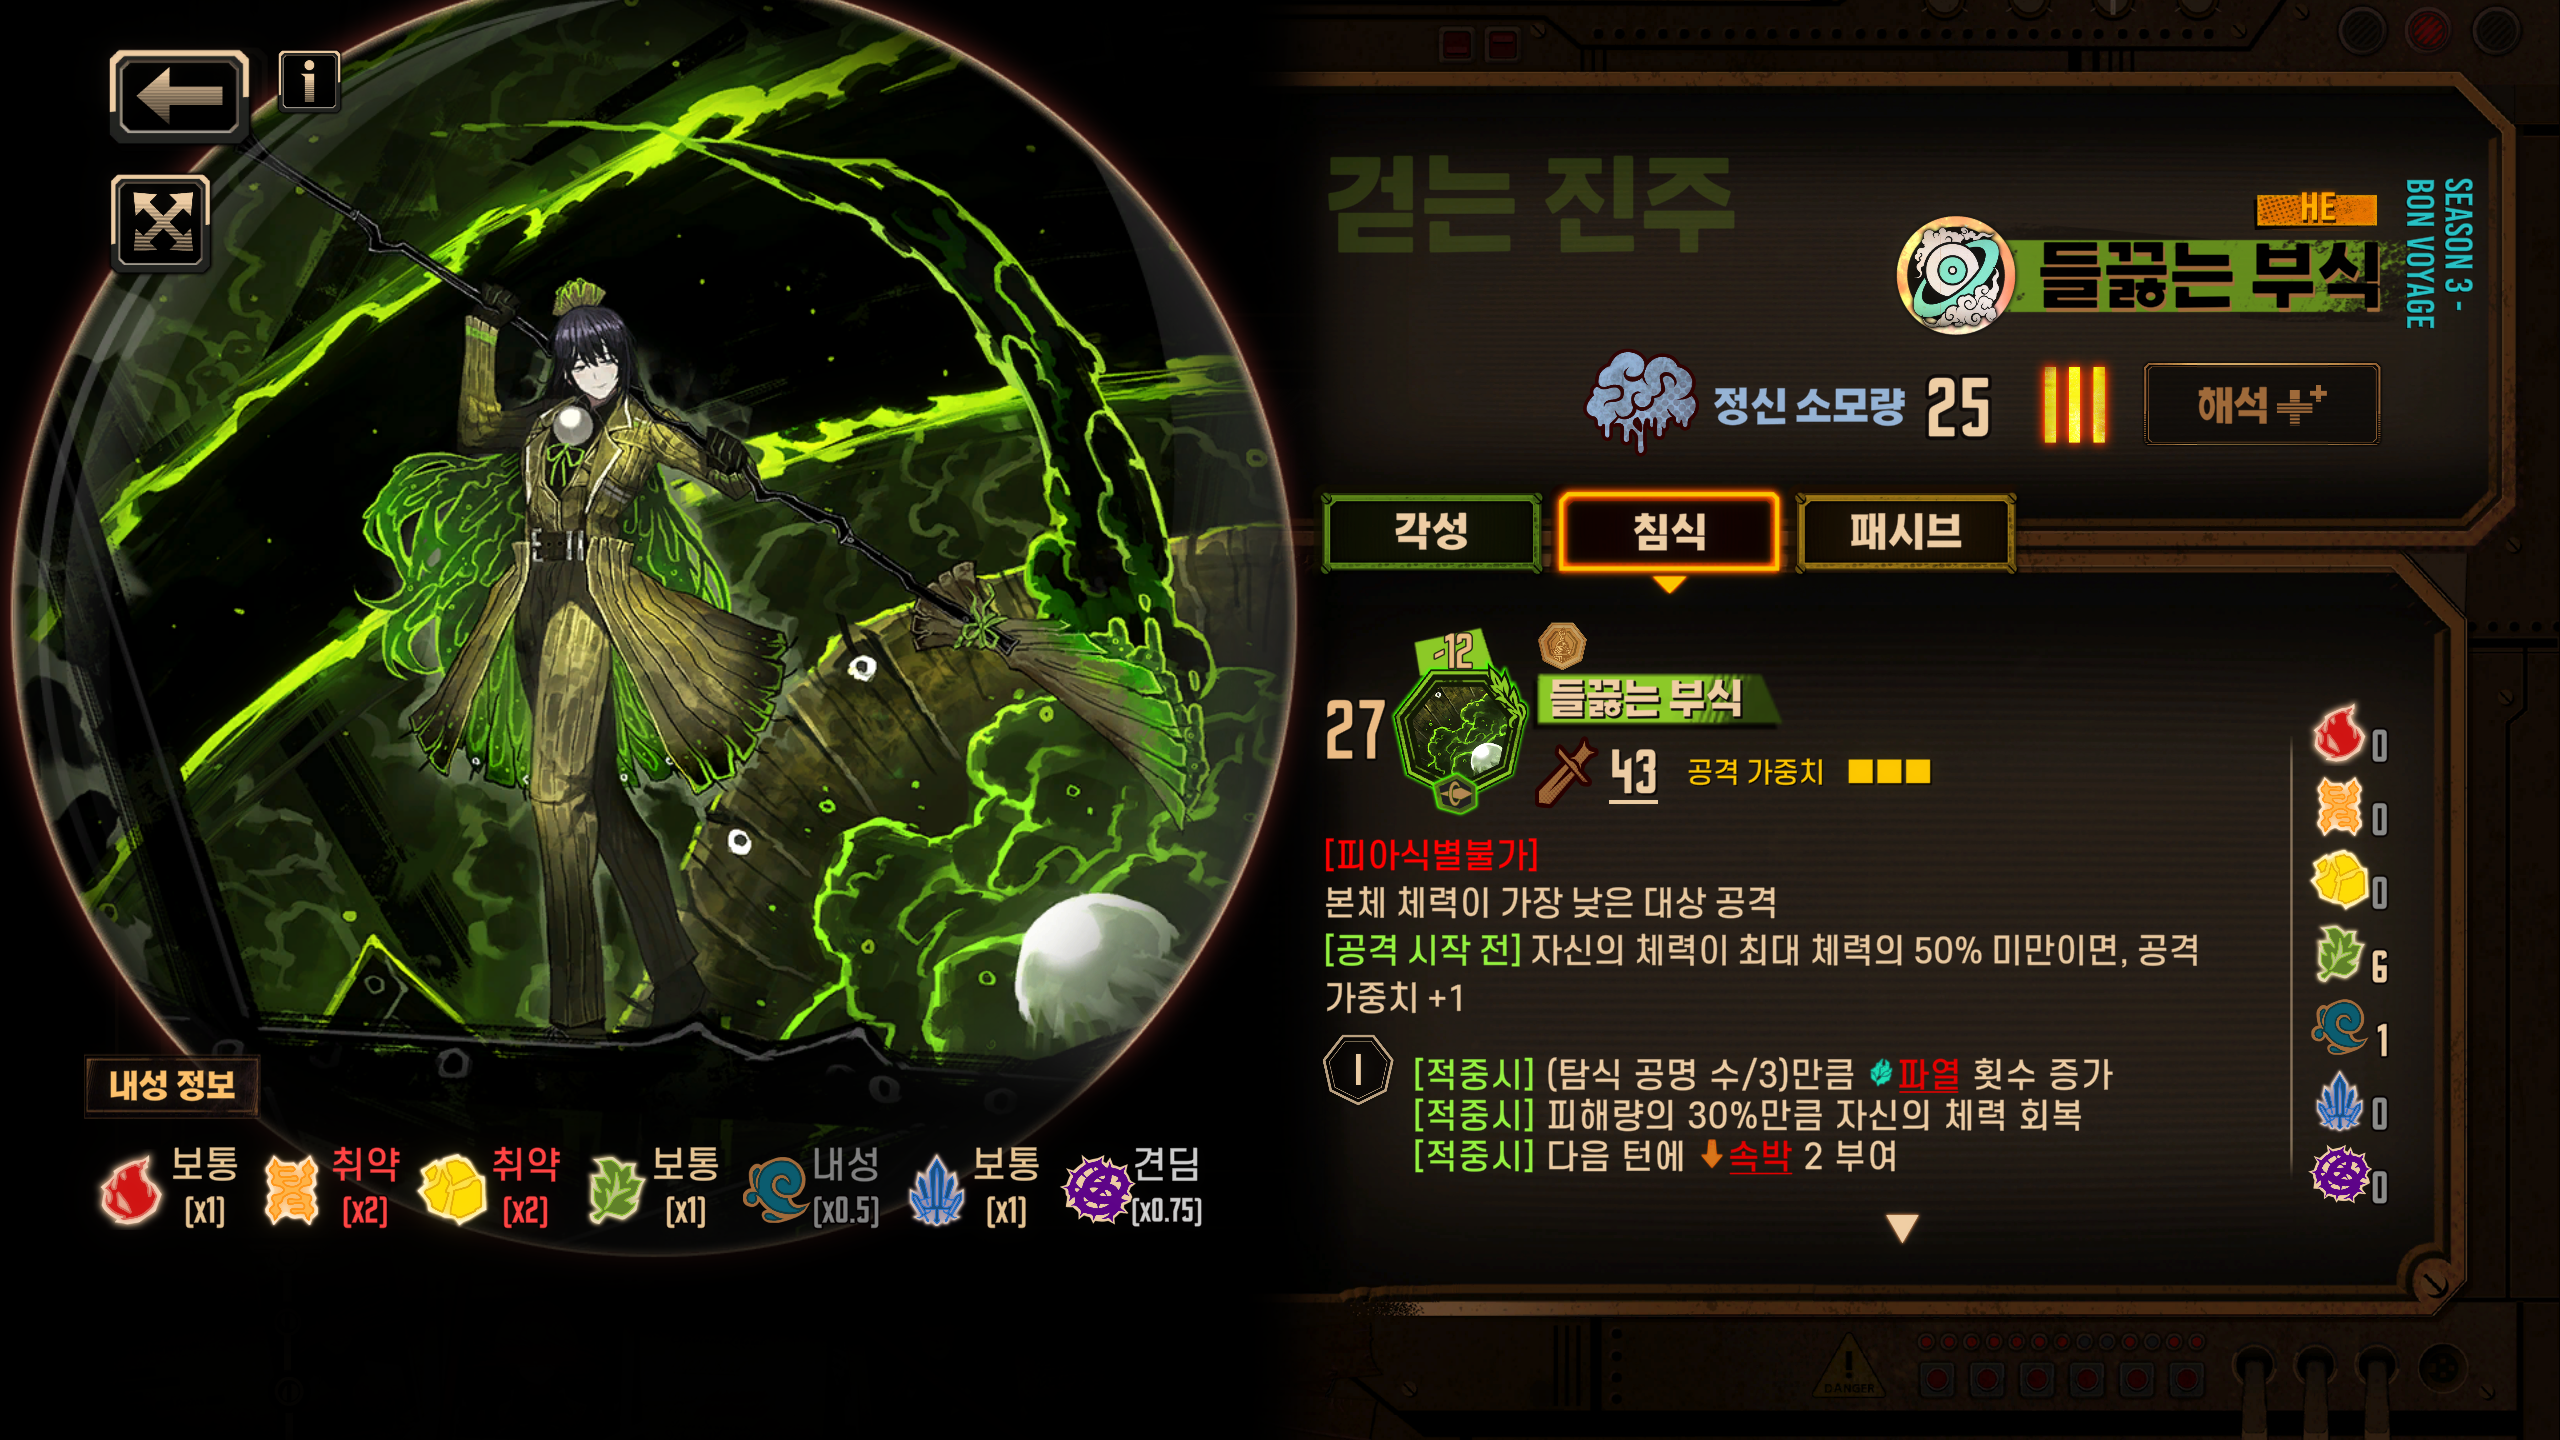 걷는 진주
HE
들끓는 부식
SEASON 3 -
BON VOYAGE
정신 소모량 25
III
해석
각성
침식
패시브
27
-12
들끓는 부식
43 공격 가중치
[피아식별불가]
본체 체력이 가장 낮은 대상 공격
[공격 시작 전] 자신의 체력이 최대 체력의 50% 미만이면, 공격
가중치 +1
I
[적중시] (탐식 공명 수/3)만큼 파열 횟수 증가
[적중시] 피해량의 30%만큼 자신의 체력 회복
[적중시] 다음 턴에 속박 2 부여
0
0
0
6
1
0
0
내성 정보
보통 (x1)
취약 (x2)
취약 (x2)
보통 (x1)
내성 (x0.5)
보통 (x1)
견딤 (x0.75)
DANGER